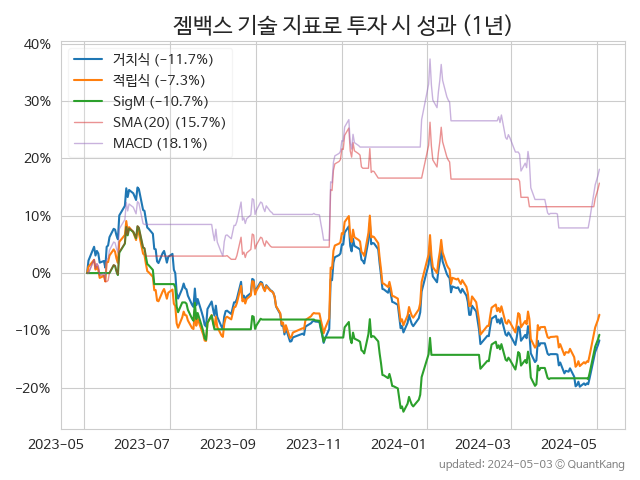 젬백스 기술 지표로 투자 시 성과 (1년)
40%
30%
20%
10%
0%
−10%
−20%
거치식 (−11.7%)
적립식 (−7.3%)
SigM (−10.7%)
SMA(20) (15.7%)
MACD (18.1%)
2023-05 2023-07 2023-09 2023-11 2024-01 2024-03 2024-05
updated: 2024-05-03 © QuantKang